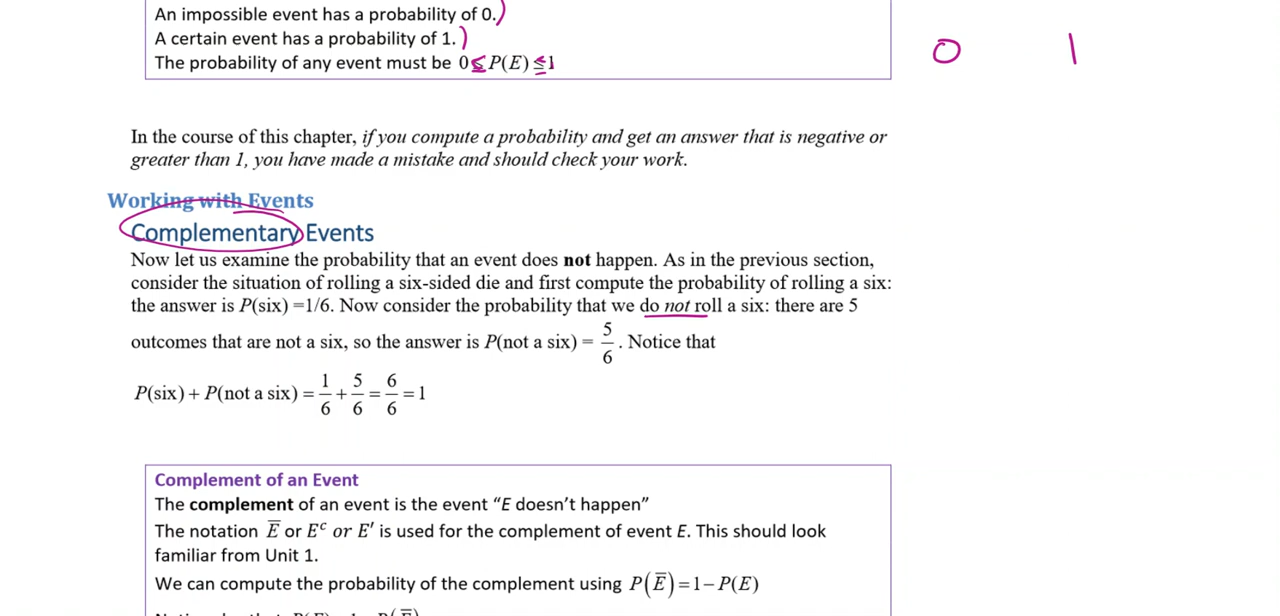 An impossible event has a probability of 0.)
A certain event has a probability of 1.)
The probability of any event must be 0 ≤ P(E) ≤ 1
0 1
In the course of this chapter, if you compute a probability and get an answer that is negative or
greater than 1, you have made a mistake and should check your work.
Working with Events
Complementary Events
Now let us examine the probability that an event does not happen. As in the previous section,
consider the situation of rolling a six-sided die and first compute the probability of rolling a six:
the answer is P(six) =1/6. Now consider the probability that we do not roll a six: there are 5
outcomes that are not a six, so the answer is P(not a six) = 5/6. Notice that
P(six) + P(not a six) = 1/6 + 5/6 = 6/6 = 1
Complement of an Event
The complement of an event is the event “E doesn’t happen”
The notation E̅ or Eᶜ or E′ is used for the complement of event E. This should look
familiar from Unit 1.
We can compute the probability of the complement using P(E̅) = 1 − P(E)